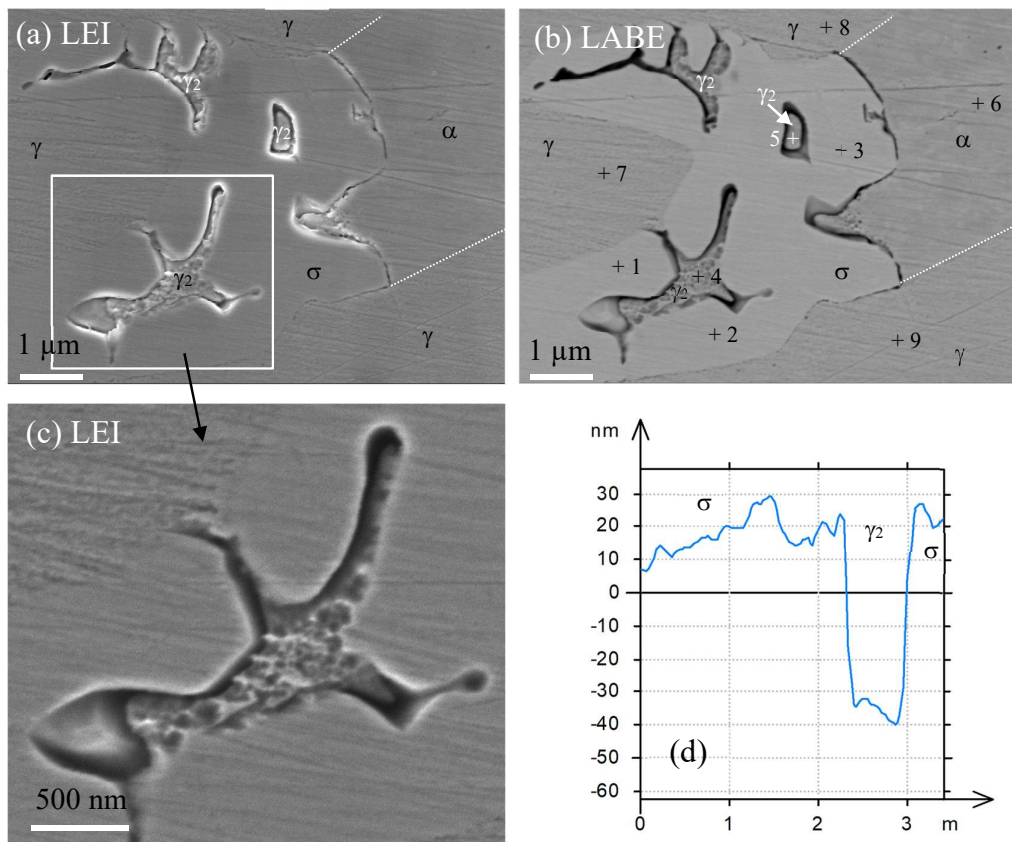 (a) LEI
γ
γ₂
γ₂
α
γ
σ
γ₂
γ
1 µm
(b) LABE
γ + 8
γ₂
γ₂
+ 6
5 +
+ 3
α
γ
+ 7
+ 1
σ
+ 4
γ₂
+ 2
+ 9
1 µm
γ
(c) LEI
500 nm
nm
30
σ
20
γ₂
σ
10
0
-10
-20
-30
-40
-50
(d)
-60
0 1 2 3 m